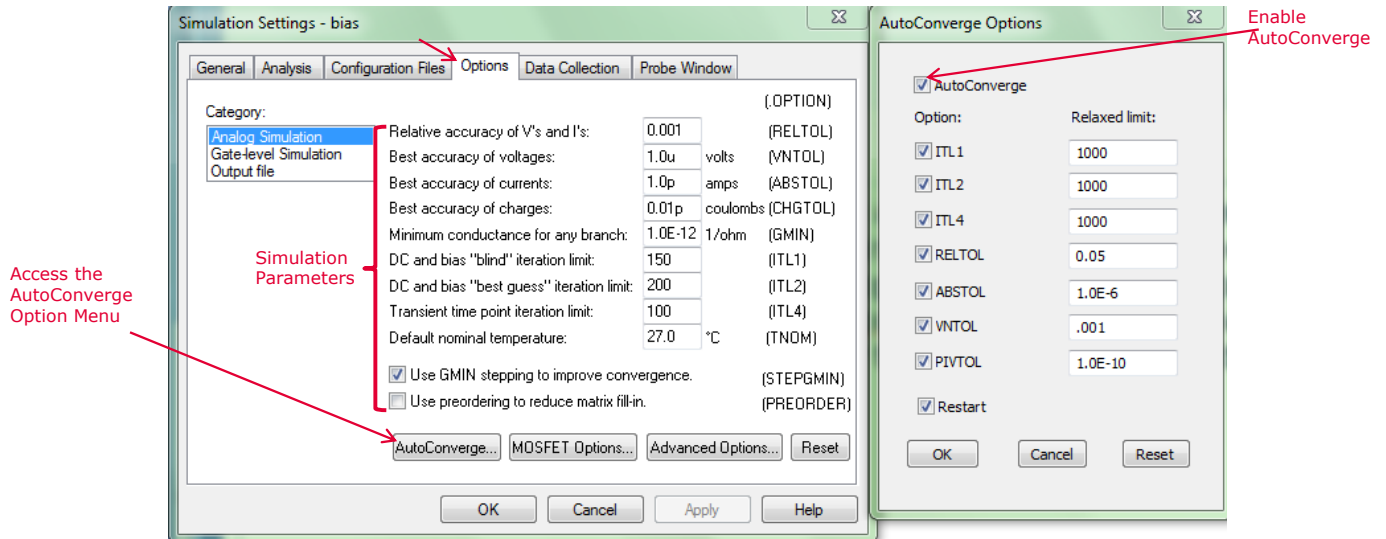 Simulation Settings - bias
General Analysis Configuration Files Options Data Collection Probe Window
Category:
Analog Simulation
Gate-level Simulation
Output file
(.OPTION)
Relative accuracy of V's and I's: 0.001 (RELTOL)
Best accuracy of voltages: 1.0u volts (VNTOL)
Best accuracy of currents: 1.0p amps (ABSTOL)
Best accuracy of charges: 0.01p coulombs (CHGTOL)
Minimum conductance for any branch: 1.0E-12 1/ohm (GMIN)
DC and bias "blind" iteration limit: 150 (ITL1)
DC and bias "best guess" iteration limit: 200 (ITL2)
Transient time point iteration limit: 100 (ITL4)
Default nominal temperature: 27.0 °C (TNOM)
Use GMIN stepping to improve convergence. (STEPGMIN)
Use preordering to reduce matrix fill-in. (PREORDER)
AutoConverge... MOSFET Options... Advanced Options... Reset
OK Cancel Apply Help
Simulation
Parameters
Access the
AutoConverge
Option Menu
AutoConverge Options
Enable
AutoConverge
AutoConverge
Option: Relaxed limit:
ITL1 1000
ITL2 1000
ITL4 1000
RELTOL 0.05
ABSTOL 1.0E-6
VNTOL .001
PIVTOL 1.0E-10
Restart
OK Cancel Reset